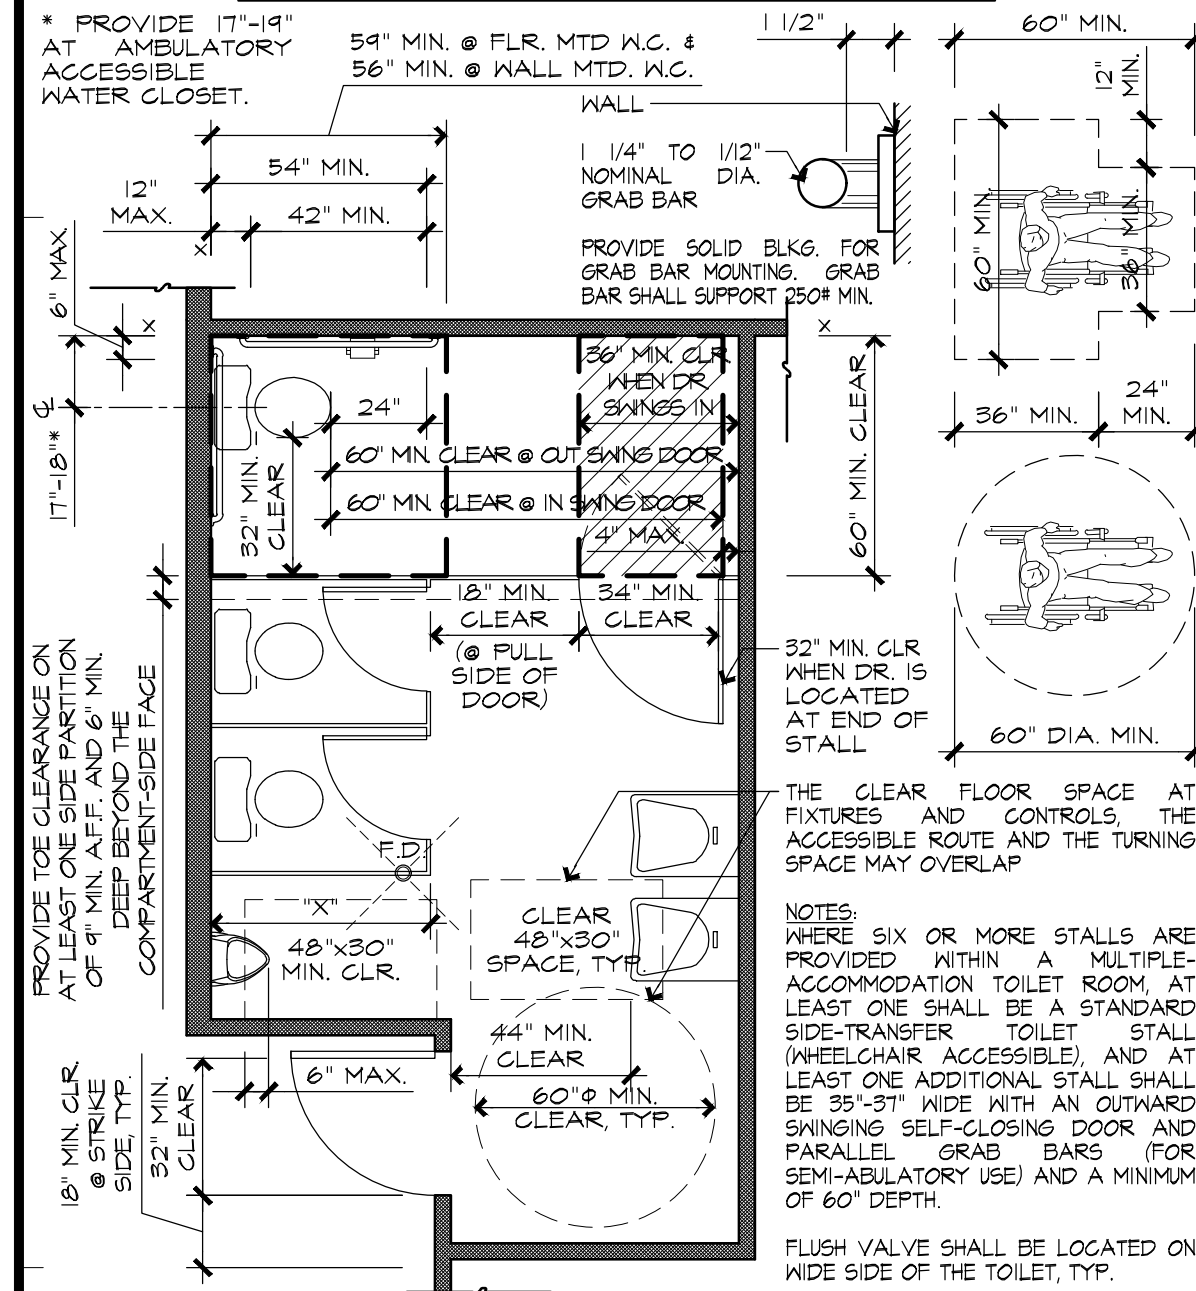 * PROVIDE 17"-19"
AT AMBULATORY
ACCESSIBLE
WATER CLOSET.
59" MIN. @ FLR. MTD W.C. &
56" MIN. @ WALL MTD. W.C.
54" MIN.
12"
MAX.
42" MIN.
x
6" MAX.
x
17"-18"* ℄
1 1/2"
WALL
1 1/4" TO 1/12"
NOMINAL DIA.
GRAB BAR
PROVIDE SOLID BLKG. FOR
GRAB BAR MOUNTING. GRAB
BAR SHALL SUPPORT 250# MIN.
60" MIN.
12"
MIN.
60" MIN
36" MIN.
36" MIN.
24"
MIN.
60" DIA. MIN.
x
60" MIN. CLEAR
36" MIN. CLR
WHEN DR
SWINGS IN
24"
60" MIN. CLEAR @ OUT SWING DOOR
60" MIN. CLEAR @ IN SWING DOOR
32" MIN.
CLEAR
4" MAX.
18" MIN.
CLEAR
(@ PULL
SIDE OF
DOOR)
34" MIN.
CLEAR
32" MIN. CLR
WHEN DR. IS
LOCATED
AT END OF
STALL
PROVIDE TOE CLEARANCE ON
AT LEAST ONE SIDE PARTITION
OF 9" MIN. A.F.F. AND 6" MIN.
DEEP BEYOND THE
COMPARTMENT-SIDE FACE
F.D.
"X"
48"x30"
MIN. CLR.
CLEAR
48"x30"
SPACE, TYP.
44" MIN.
CLEAR
6" MAX.
60"Φ MIN.
CLEAR, TYP.
18" MIN. CLR.
@ STRIKE
SIDE, TYP.
32" MIN.
CLEAR
THE CLEAR FLOOR SPACE AT
FIXTURES AND CONTROLS, THE
ACCESSIBLE ROUTE AND THE TURNING
SPACE MAY OVERLAP
NOTES:
WHERE SIX OR MORE STALLS ARE
PROVIDED WITHIN A MULTIPLE-
ACCOMMODATION TOILET ROOM, AT
LEAST ONE SHALL BE A STANDARD
SIDE-TRANSFER TOILET STALL
(WHEELCHAIR ACCESSIBLE), AND AT
LEAST ONE ADDITIONAL STALL SHALL
BE 35"-37" WIDE WITH AN OUTWARD
SWINGING SELF-CLOSING DOOR AND
PARALLEL GRAB BARS (FOR
SEMI-ABULATORY USE) AND A MINIMUM
OF 60" DEPTH.
FLUSH VALVE SHALL BE LOCATED ON
WIDE SIDE OF THE TOILET, TYP.